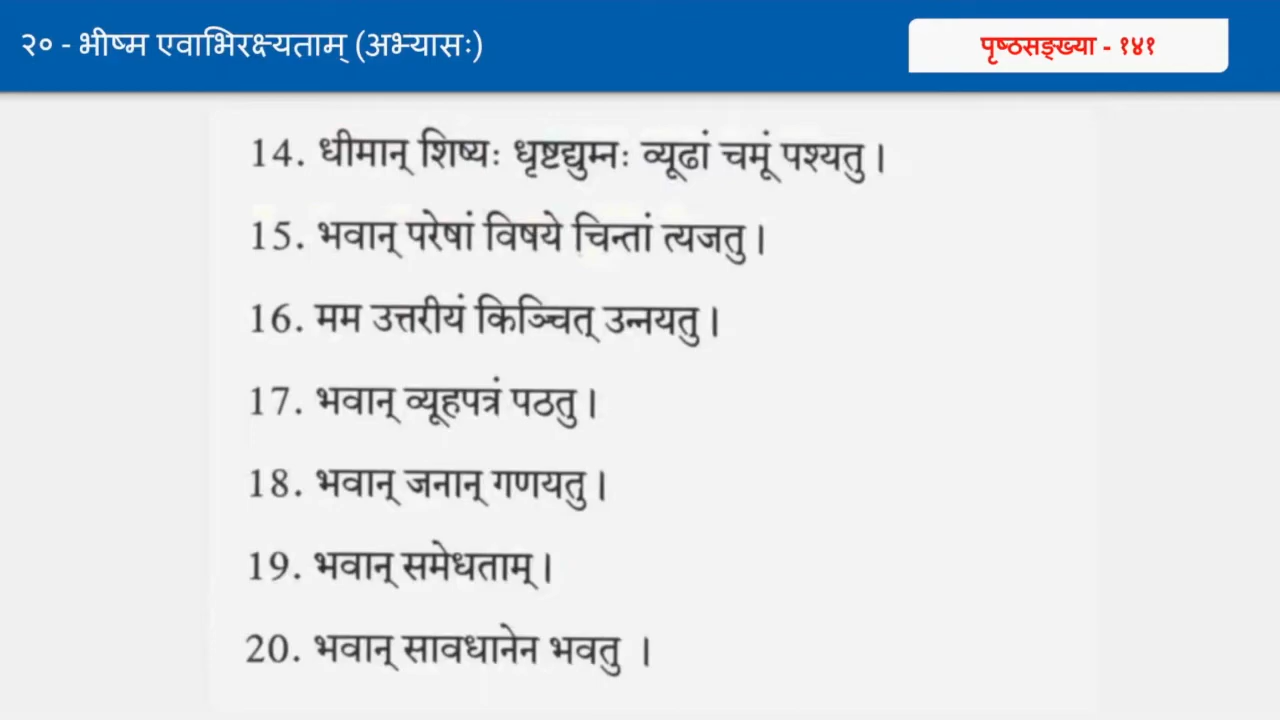 २० - भीष्म एवाभिरक्ष्यताम् (अभ्यासः)
पृष्ठसङ्ख्या - १४१
14. धीमान् शिष्यः धृष्टद्युम्नः व्यूढां चमूं पश्यतु।
15. भवान् परेषां विषये चिन्तां त्यजतु।
16. मम उत्तरीयं किञ्चित् उन्नयतु।
17. भवान् व्यूहपत्रं पठतु।
18. भवान् जनान् गणयतु।
19. भवान् समेधताम्।
20. भवान् सावधानेन भवतु ।